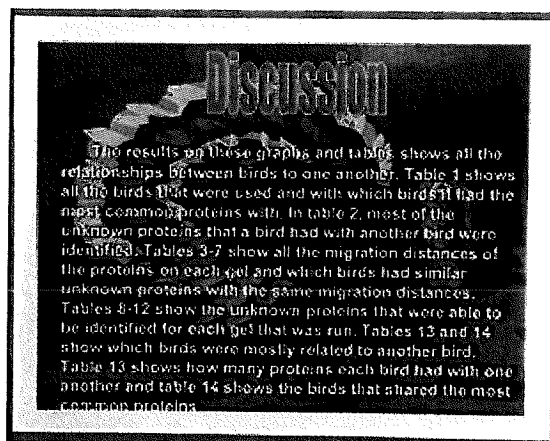 Discussion
The results on these graphs and tables shows all the
relationships between birds to one another. Table 1 shows
all the birds that were used and with which birds it had the
most common proteins with. In table 2, most of the
unknown proteins that a bird had with another bird were
identified. Tables 3-7 show all the migration distances of
the proteins on each gel and which birds had similar
unknown proteins with the same migration distances.
Tables 8-12 show the unknown proteins that were able to
be identified for each gel that was run. Tables 13 and 14
show which birds were mostly related to another bird.
Table 13 shows how many proteins each bird had with one
another and table 14 shows the birds that shared the most
common proteins